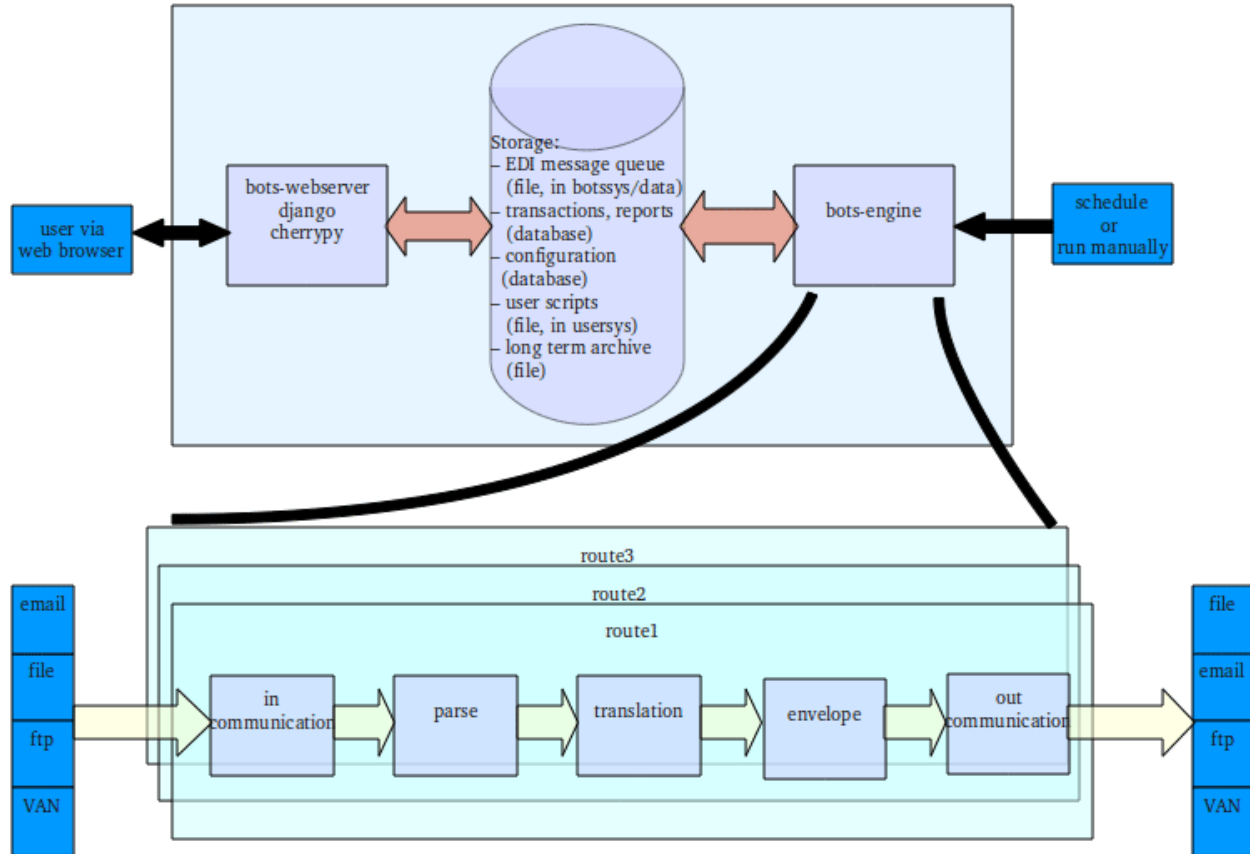 Storage:
– EDI message queue
(file, in botssys/data)
– transactions, reports
(database)
– configuration
(database)
– user scripts
(file, in usersys)
– long term archive
(file)
bots-webserver
django
cherrypy
user via
web browser
bots-engine
schedule
or
run manually
route3
route2
route1
email
file
ftp
VAN
in
communication
parse
translation
envelope
out
communication
file
email
ftp
VAN